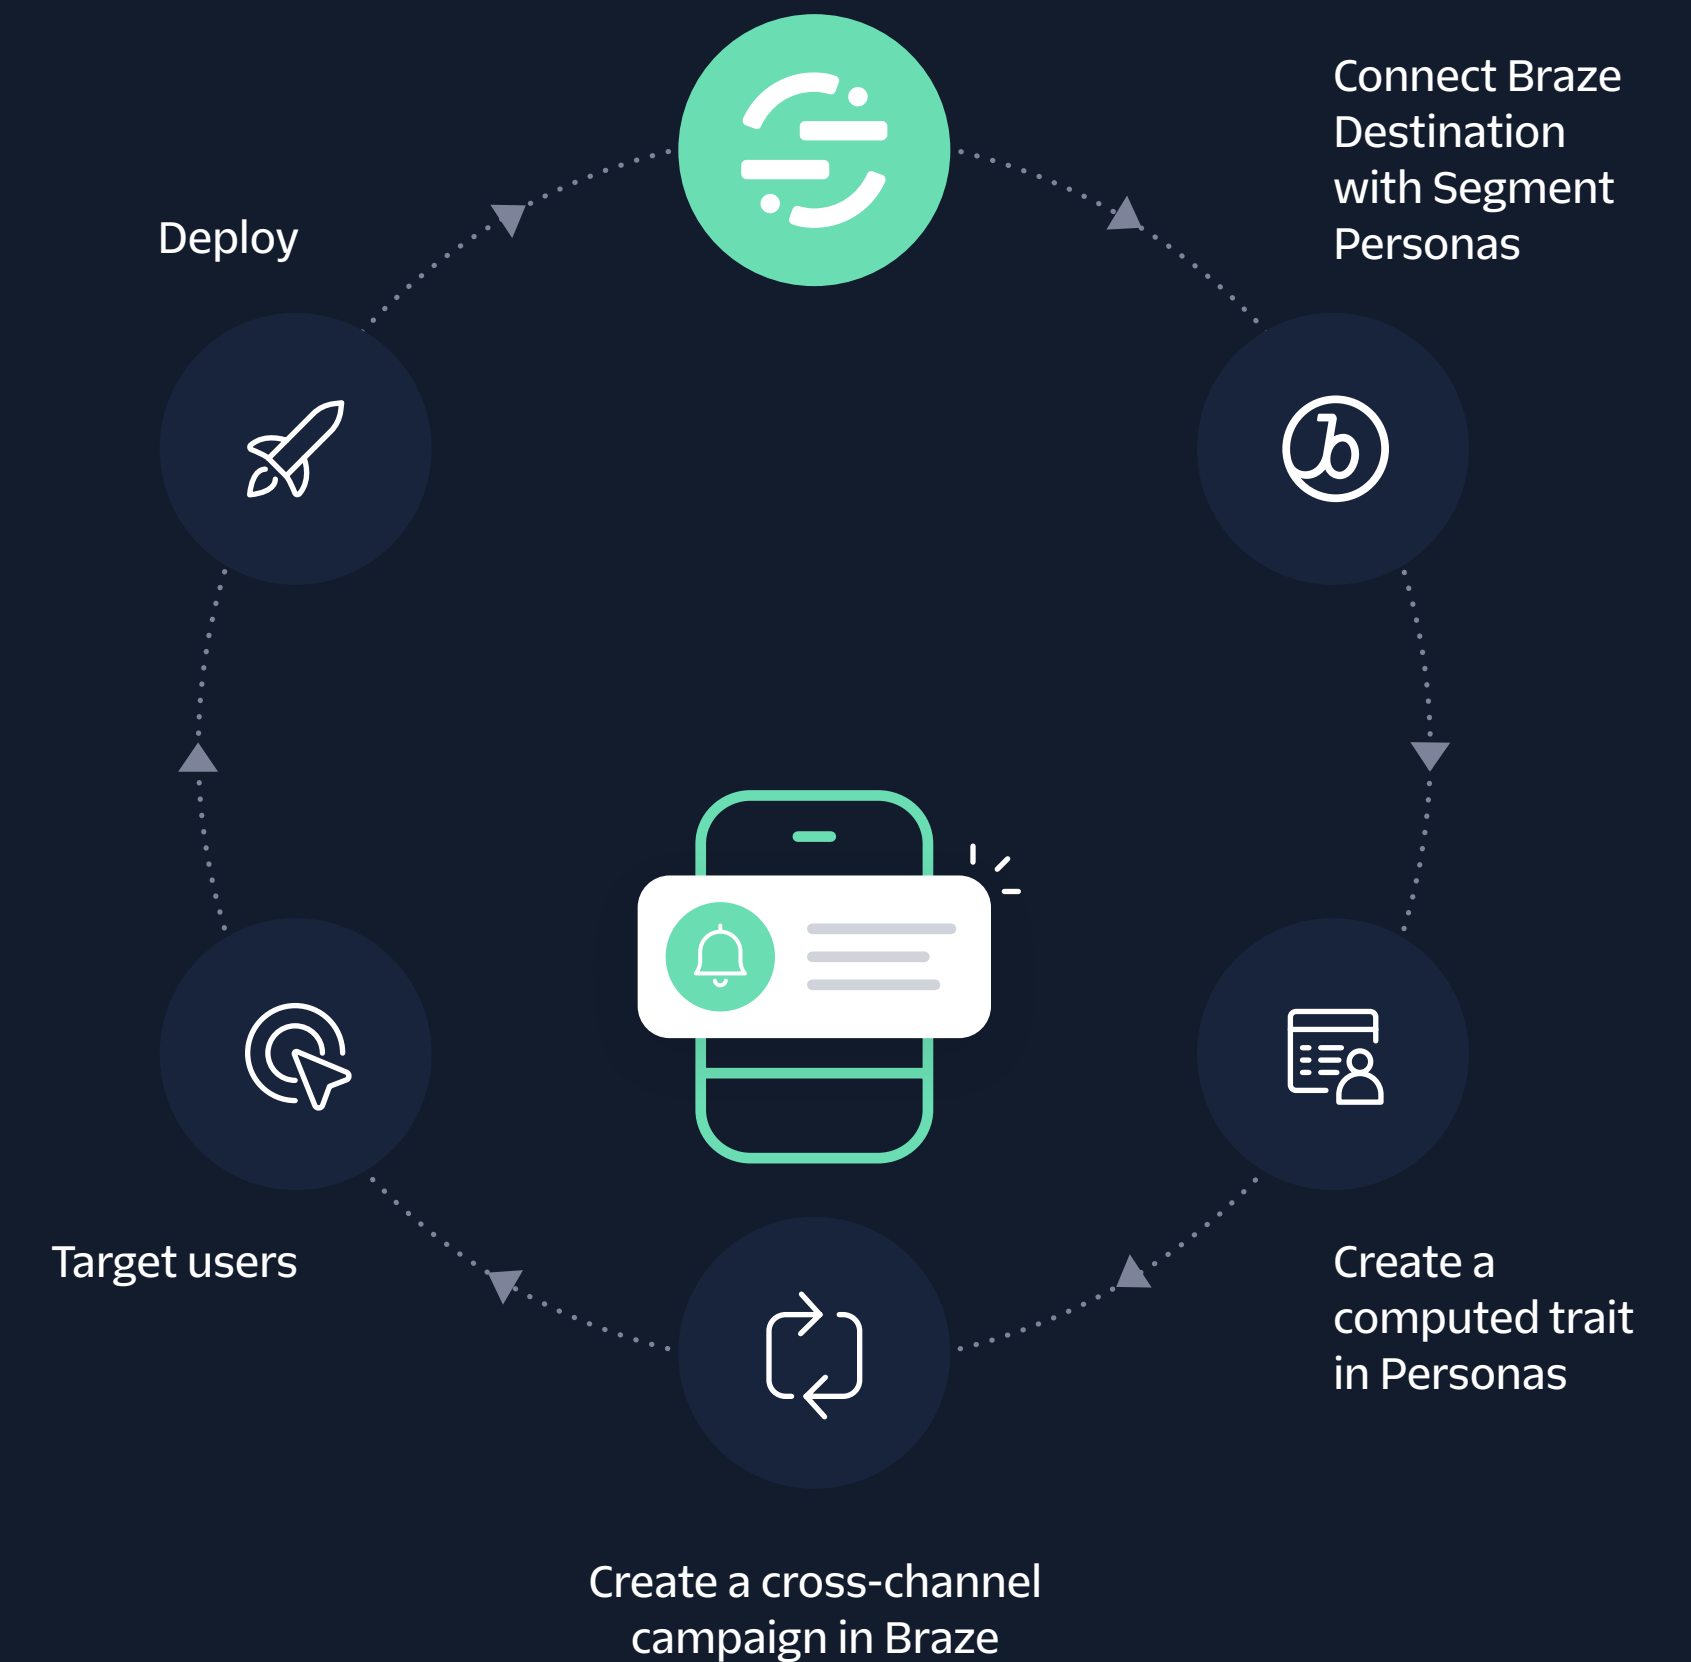 Connect Braze
Destination
with Segment
Personas
Deploy
Target users
Create a
computed trait
in Personas
Create a cross-channel
campaign in Braze